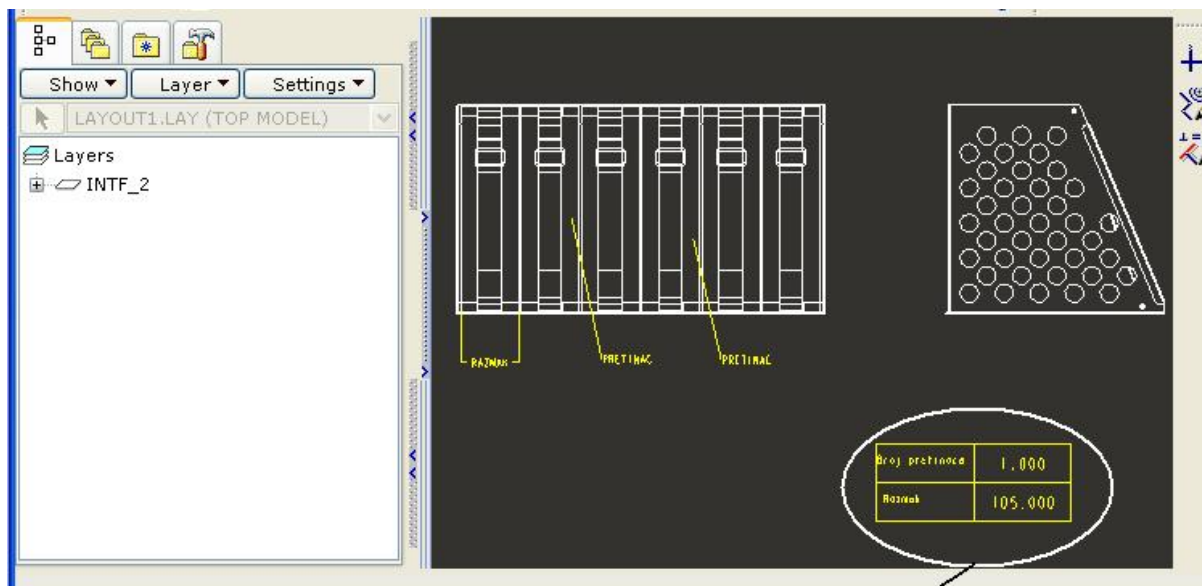 Show Layer Settings
LAYOUT1.LAY (TOP MODEL)
Layers
INTF_2
RAZMAK PRETINAC PRETINAC
Broj pretinaca 1.000
Razmak 105.000